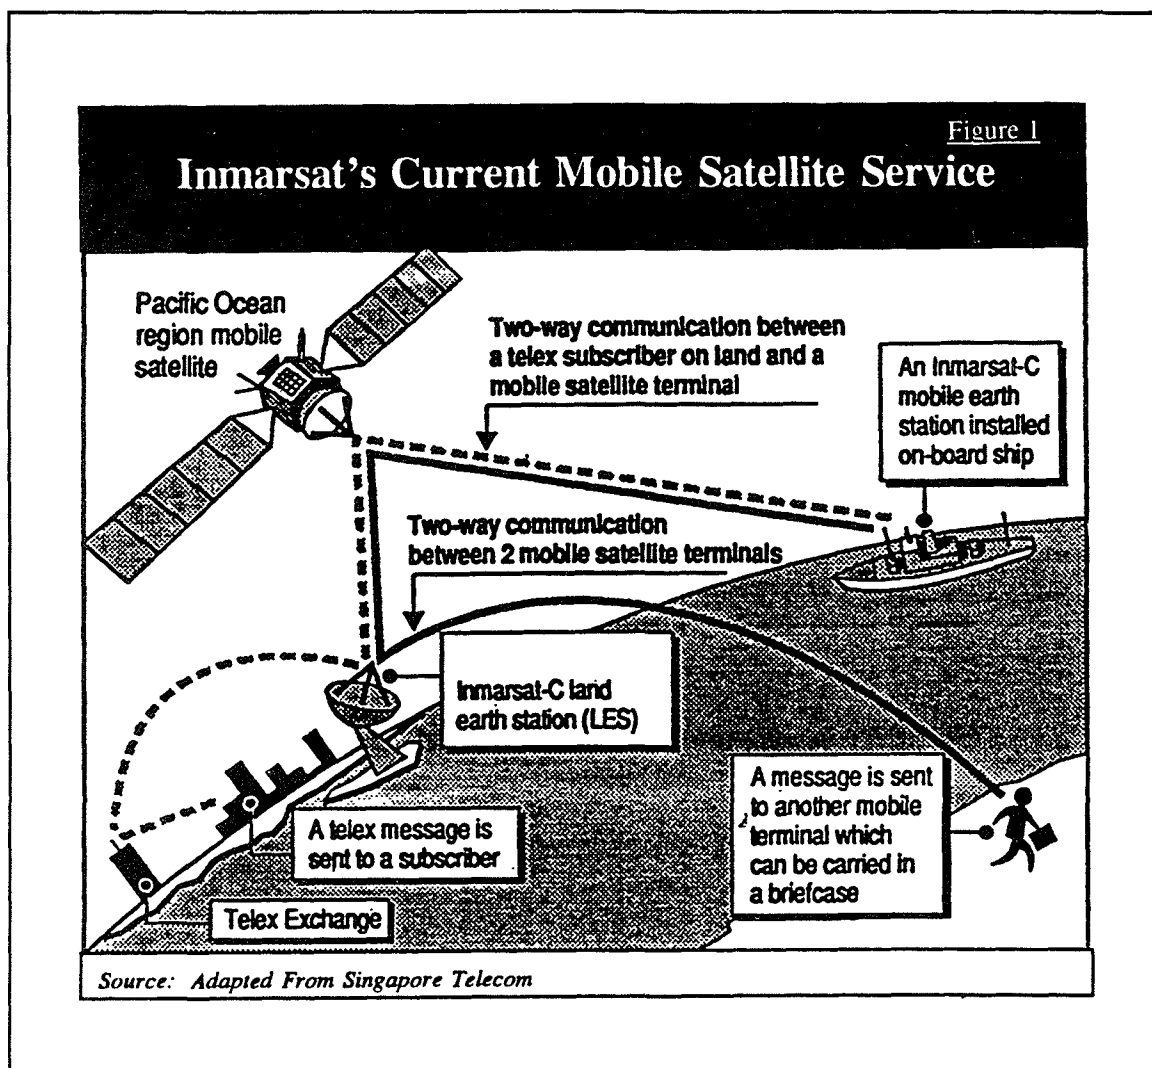 Figure 1
Inmarsat's Current Mobile Satellite Service
Pacific Ocean
region mobile
satellite
Two-way communication between
a telex subscriber on land and a
mobile satellite terminal
An Inmarsat-C
mobile earth
station installed
on-board ship
Two-way communication
between 2 mobile satellite terminals
Inmarsat-C land
earth station (LES)
A message is sent
to another mobile
terminal which
can be carried in
a briefcase
A telex message is
sent to a subscriber
Telex Exchange
Source: Adapted From Singapore Telecom